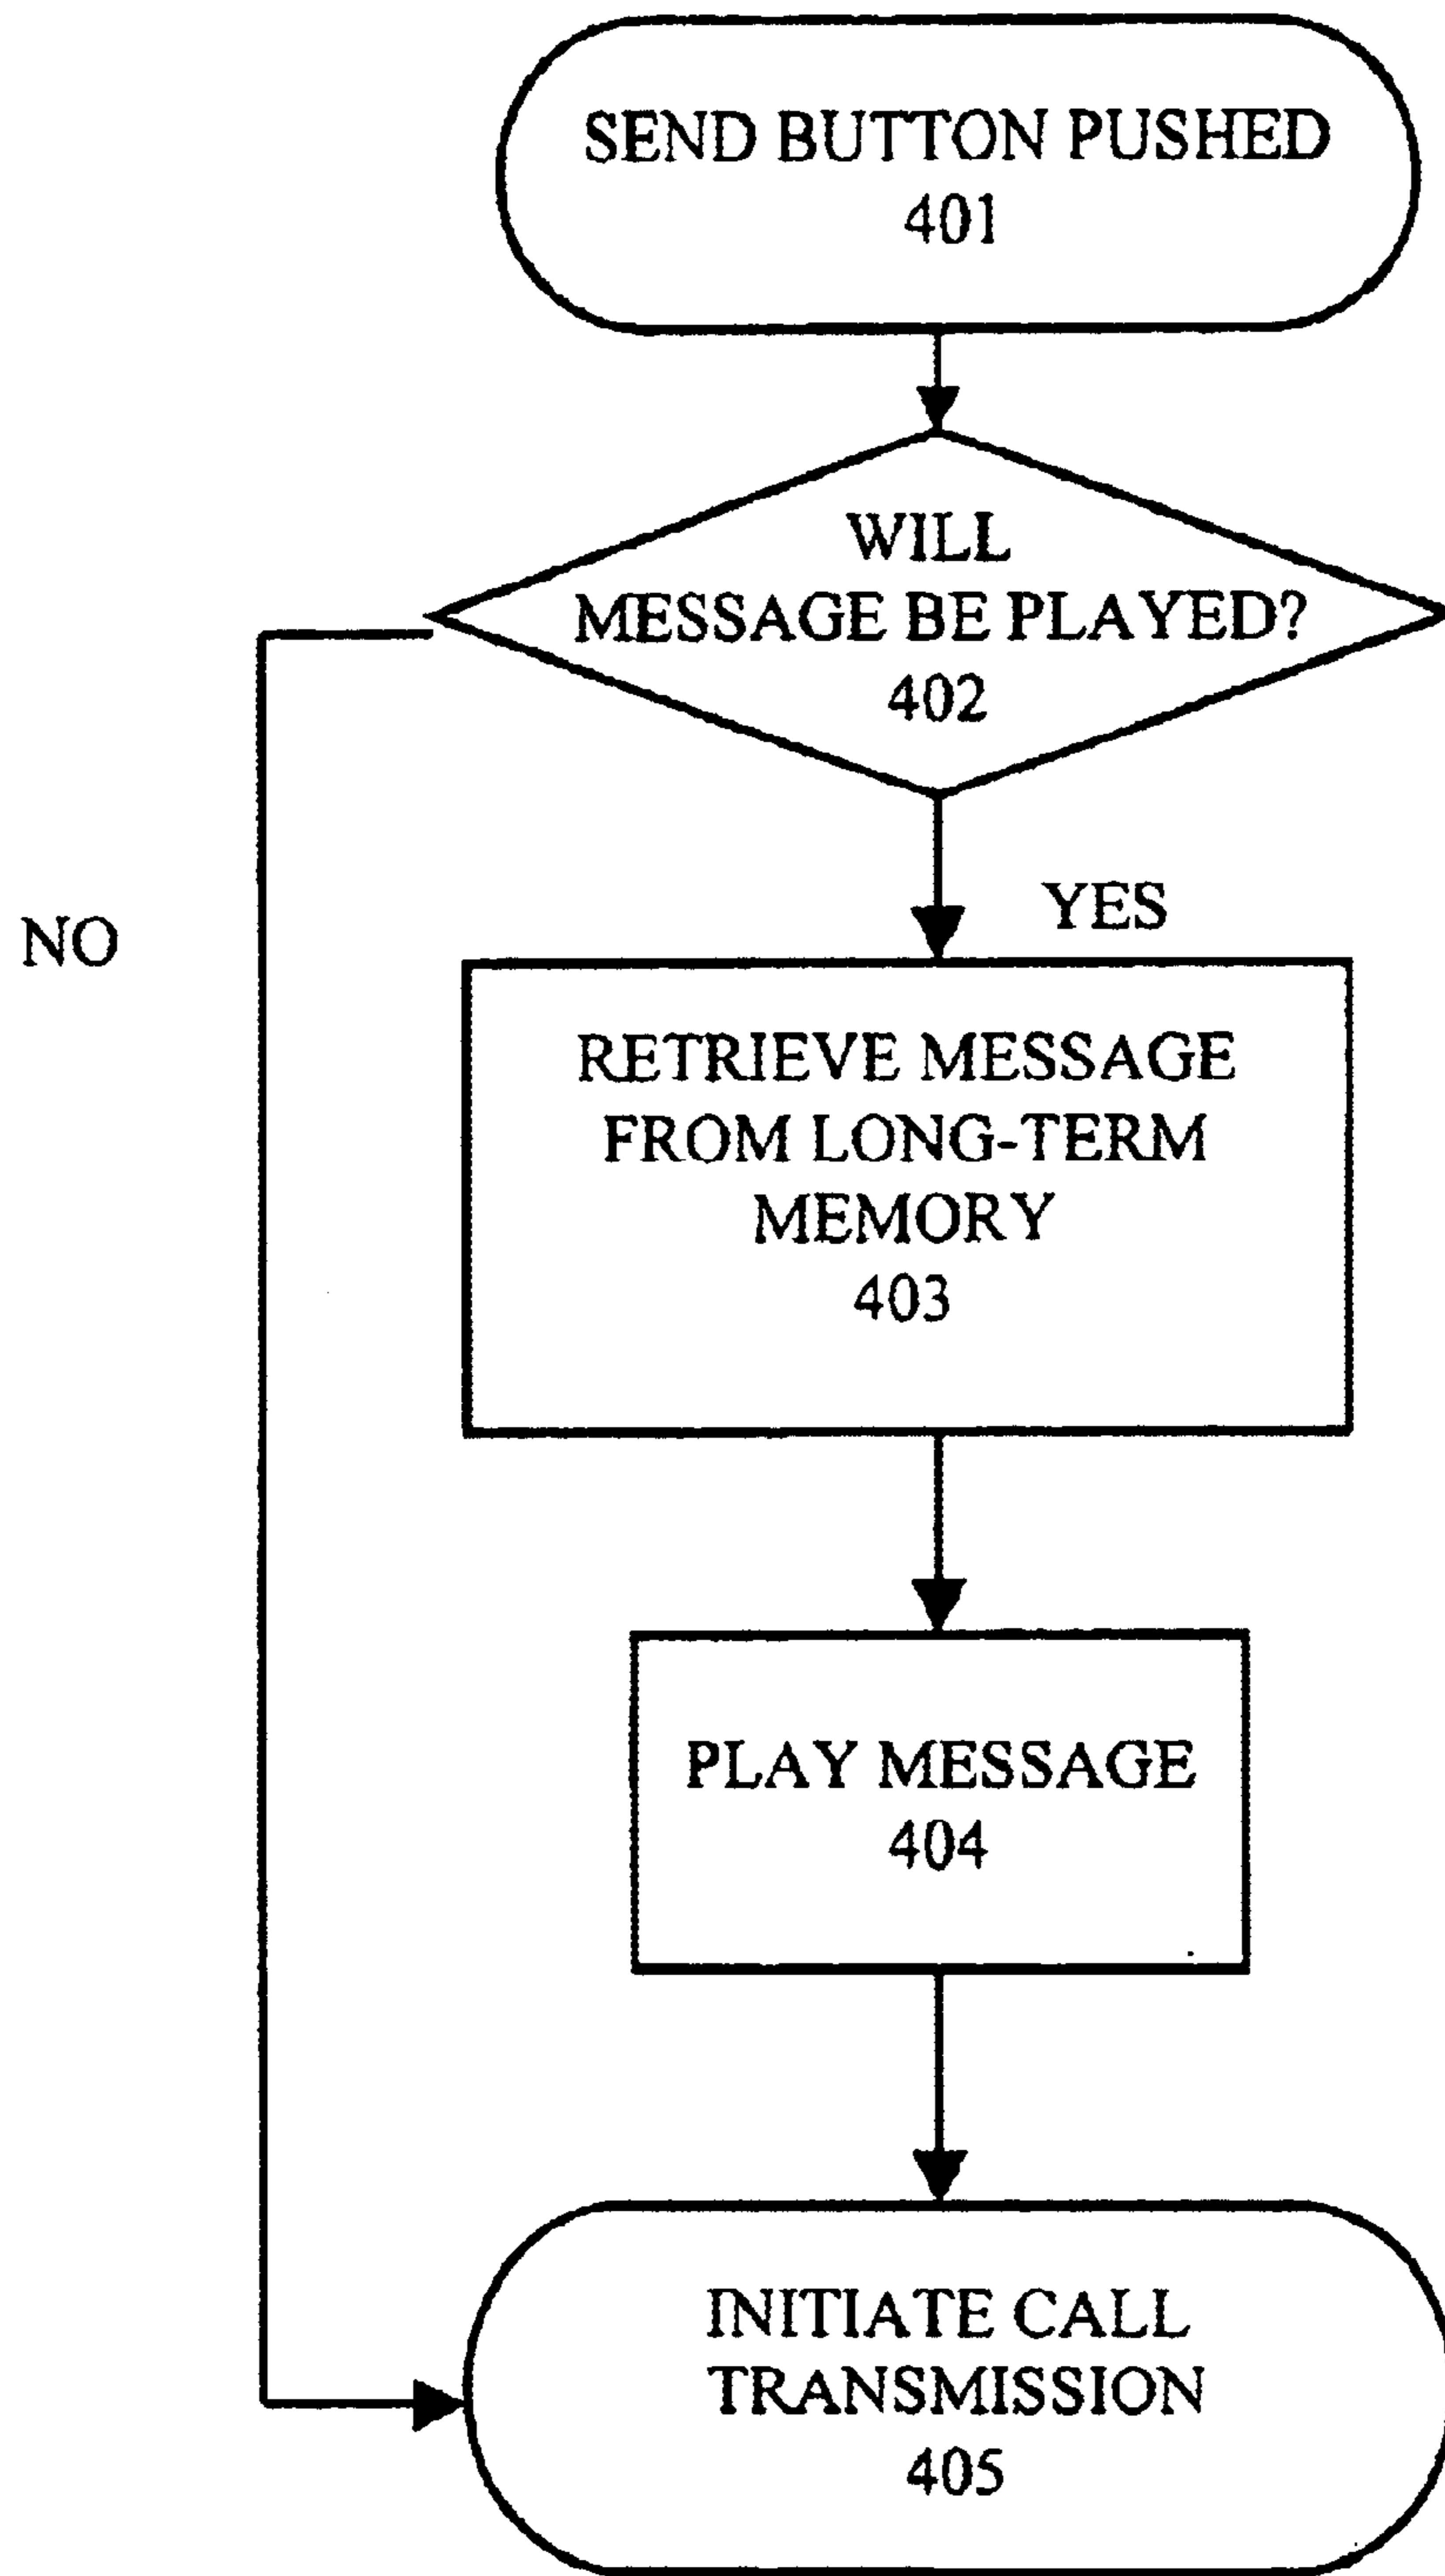 SEND BUTTON PUSHED
401
WILL
MESSAGE BE PLAYED?
402
YES
NO
RETRIEVE MESSAGE
FROM LONG-TERM
MEMORY
403
PLAY MESSAGE
404
INITIATE CALL
TRANSMISSION
405